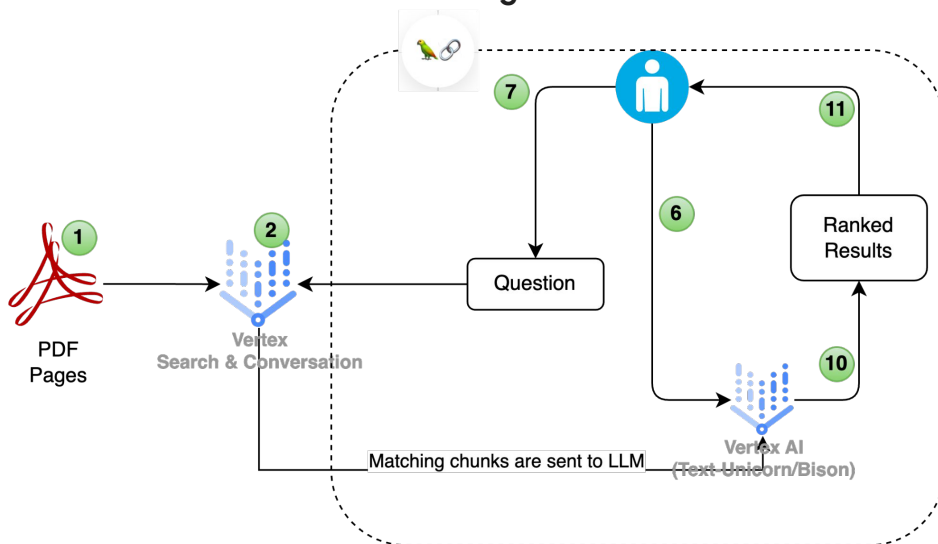 g
7
11
1
2
6
Ranked
Results
Question
PDF
Pages
Vertex
Search & Conversation
10
Vertex AI
(Text-Unicorn/Bison)
Matching chunks are sent to LLM